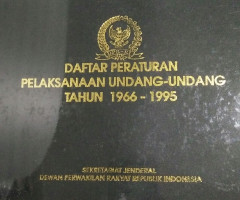 DAFTAR PERATURAN
PELAKSANAAN UNDANG-UNDANG
TAHUN 1966 - 1995
SEKRETARIAT JENDERAL
DEWAN PERWAKILAN RAKYAT REPUBLIK INDONESIA